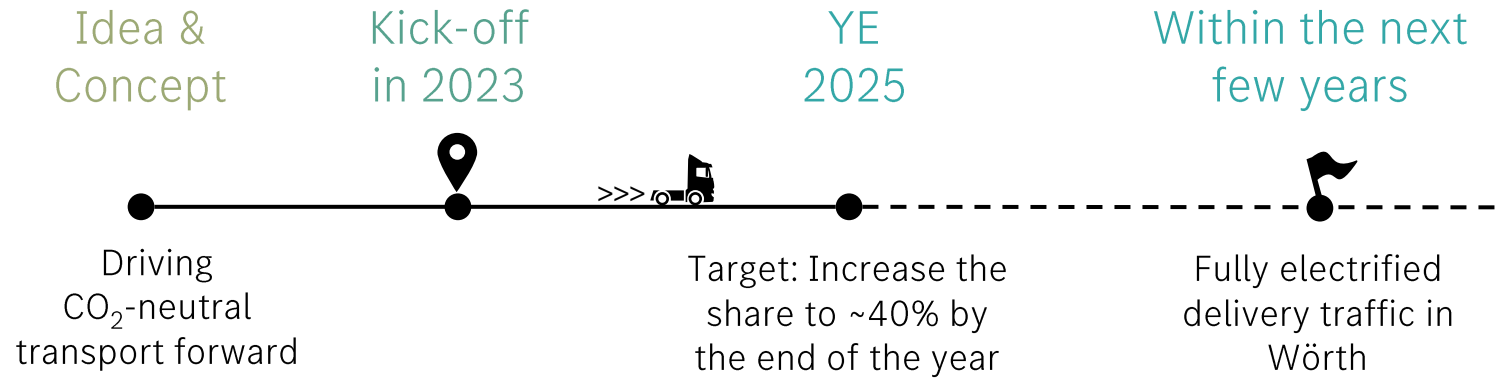 Idea &
Concept
Kick-off
in 2023
YE
2025
Within the next
few years
>>>
Driving
CO₂-neutral
transport forward
Target: Increase the
share to ~40% by
the end of the year
Fully electrified
delivery traffic in
Wörth